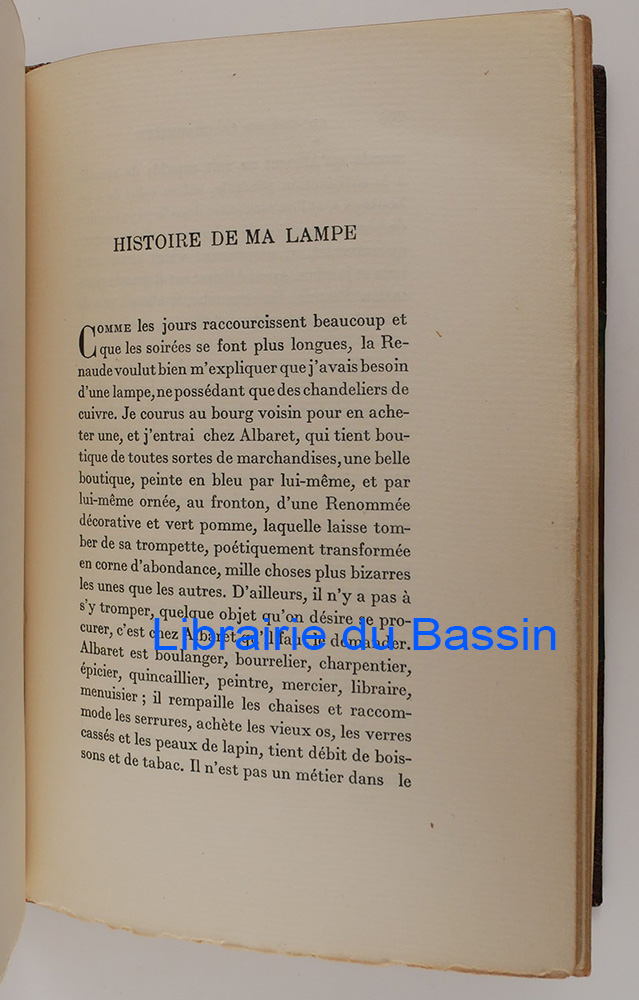 HISTOIRE DE MA LAMPE
COMME les jours raccourcissent beaucoup et
que les soirées se font plus longues, la Re-
naude voulut bien m'expliquer que j'avais besoin
d'une lampe, ne possédant que des chandeliers de
cuivre. Je courus au bourg voisin pour en ache-
ter une, et j'entrai chez Albaret, qui tient bou-
tique de toutes sortes de marchandises, une belle
boutique, peinte en bleu par lui-même, et par
lui-même ornée, au fronton, d'une Renommée
décorative et vert pomme, laquelle laisse tom-
ber de sa trompette, poétiquement transformée
en corne d'abondance, mille choses plus bizarres
les unes que les autres. D'ailleurs, il n'y a pas à
s'y tromper, quelque objet qu'on désire se pro-
curer, c'est chez Albaret qu'il faut le demander.
Albaret est boulanger, bourrelier, charpentier,
épicier, quincaillier, peintre, mercier, libraire,
menuisier ; il rempaille les chaises et raccom-
mode les serrures, achète les vieux os, les verres
cassés et les peaux de lapin, tient débit de bois-
sons et de tabac. Il n'est pas un métier dans le
Librairie du Bassin